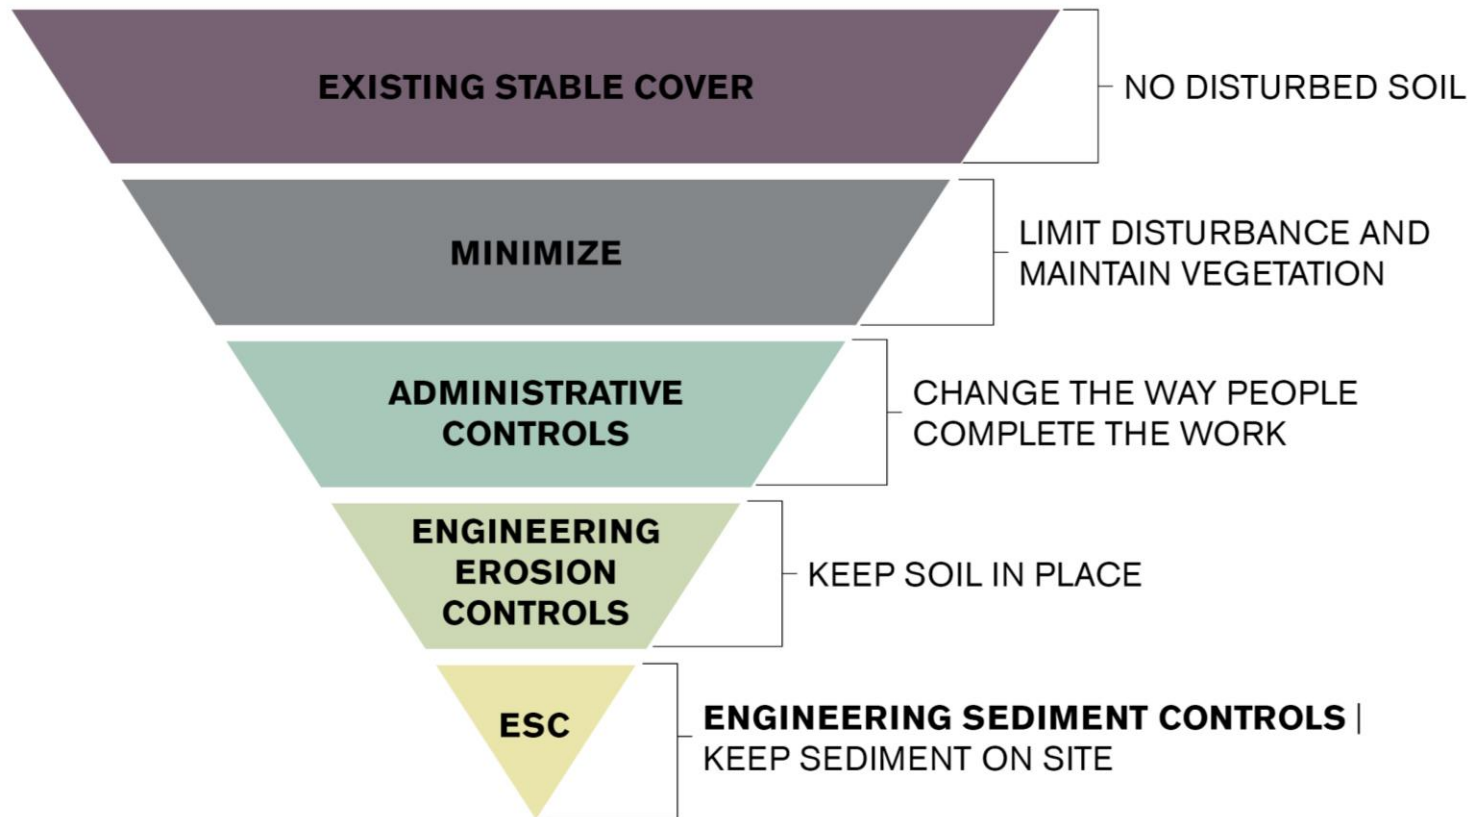 EXISTING STABLE COVER
NO DISTURBED SOIL
MINIMIZE
LIMIT DISTURBANCE AND
MAINTAIN VEGETATION
ADMINISTRATIVE
CONTROLS
CHANGE THE WAY PEOPLE
COMPLETE THE WORK
ENGINEERING
EROSION
CONTROLS
KEEP SOIL IN PLACE
ESC
ENGINEERING SEDIMENT CONTROLS |
KEEP SEDIMENT ON SITE